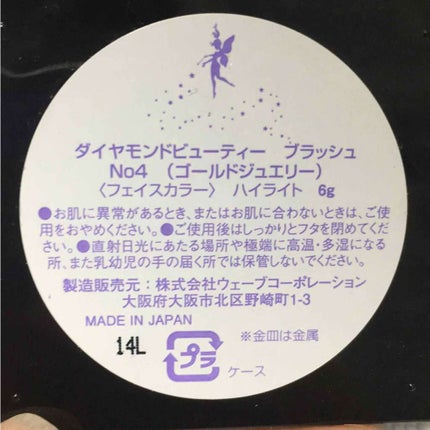 ダイヤモンドビューティー ブラッシュ
No4 （ゴールドジュエリー）
〈フェイスカラー〉 ハイライト 6g
●お肌に異常があるとき、またはお肌に合わないときは、ご使
用をおやめください。●ご使用後はしっかりとフタを閉めてくだ
さい。●直射日光にあたる場所や極端に高温・多湿になる場
所、また乳幼児の手の届く所では保管しないでください。
製造販売元：株式会社ウェーブコーポレーション
大阪府大阪市北区野崎町1-3
MADE IN JAPAN
※金皿は金属
14L
プラ
ケース